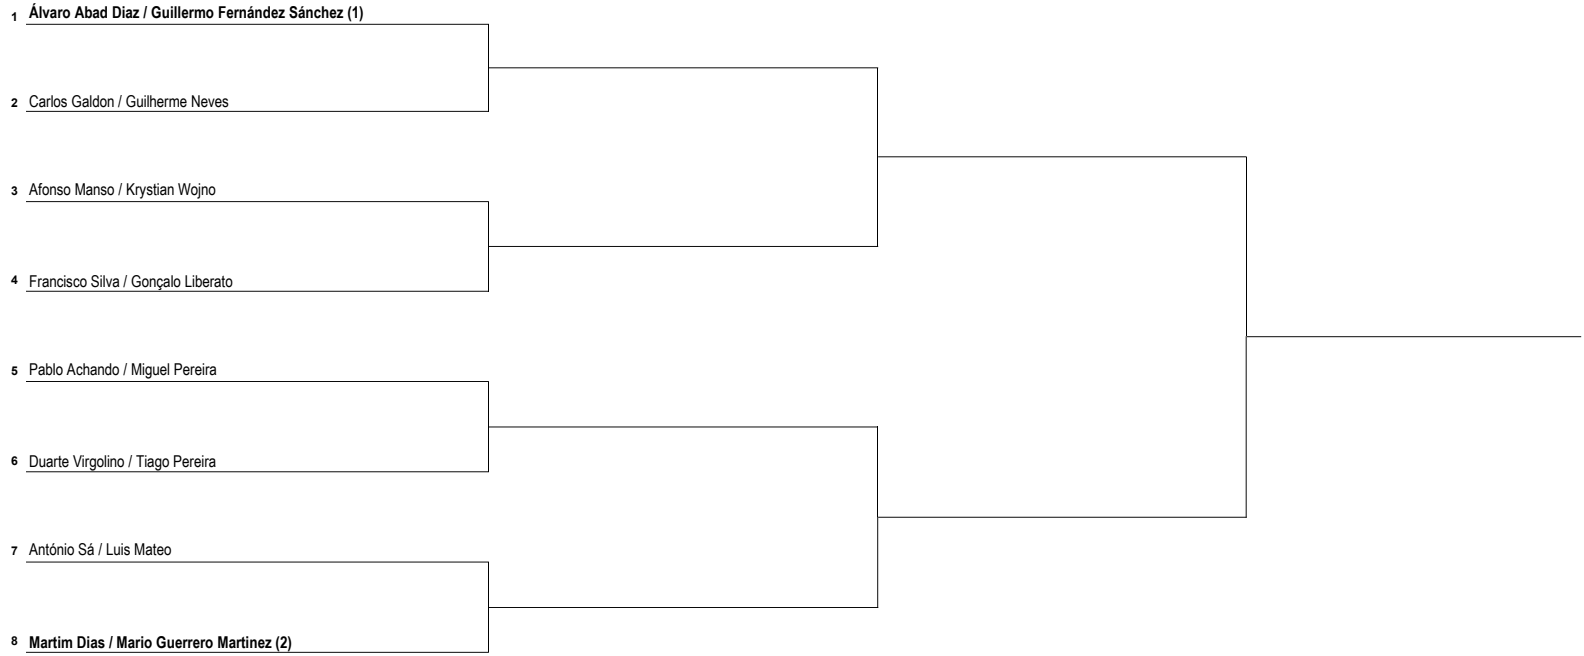 1 Álvaro Abad Diaz / Guillermo Fernández Sánchez (1)
2 Carlos Galdon / Guilherme Neves
3 Afonso Manso / Krystian Wojno
4 Francisco Silva / Gonçalo Liberato
5 Pablo Achando / Miguel Pereira
6 Duarte Virgolino / Tiago Pereira
7 António Sá / Luis Mateo
8 Martim Dias / Mario Guerrero Martinez (2)